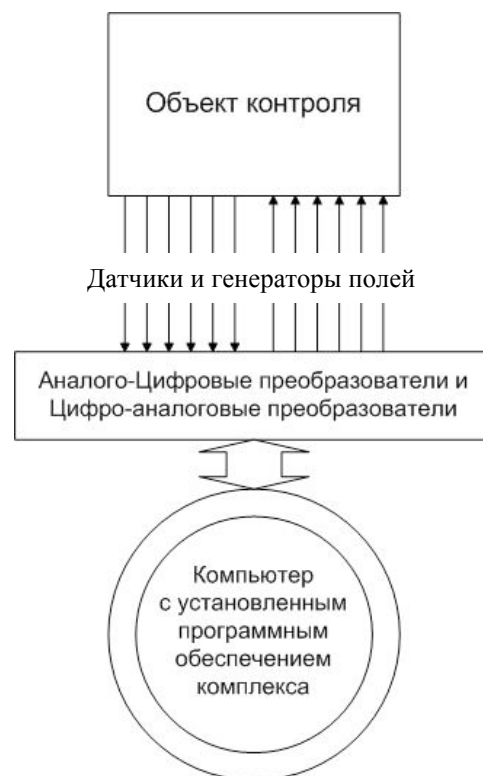 Объект контроля
Датчики и генераторы полей
Аналого-Цифровые преобразователи и
Цифро-аналоговые преобразователи
Компьютер
с установленным
программным
обеспечением
комплекса